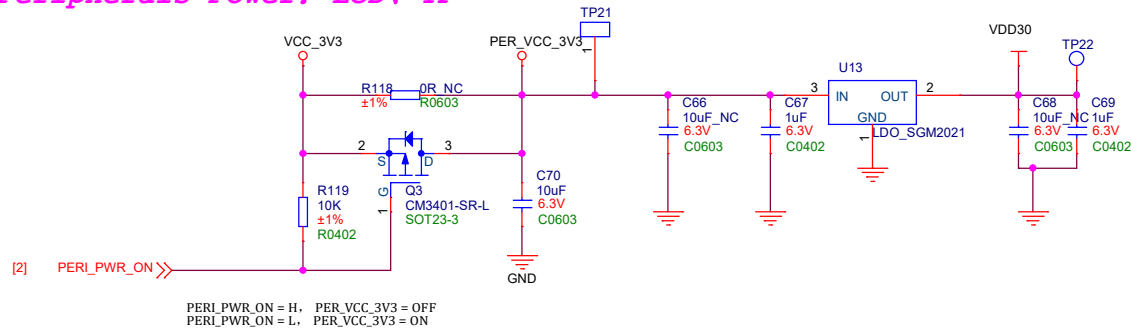 TP21
1
VCC_3V3
PER_VCC_3V3
VDD30
TP22
R118
0R_NC
±1%
R0603
2
3
S
D
G
1
Q3
CM3401-SR-L
SOT23-3
R119
10K
±1%
R0402
C70
10uF
6.3V
C0603
GND
C66
10uF_NC
6.3V
C0603
C67
1uF
6.3V
C0402
U13
3
IN
OUT
2
GND
1
LDO_SGM2021
C68
10uF_NC
6.3V
C0603
C69
1uF
6.3V
C0402
[2]
PERI_PWR_ON
PERI_PWR_ON = H, PER_VCC_3V3 = OFF
PERI_PWR_ON = L, PER_VCC_3V3 = ON